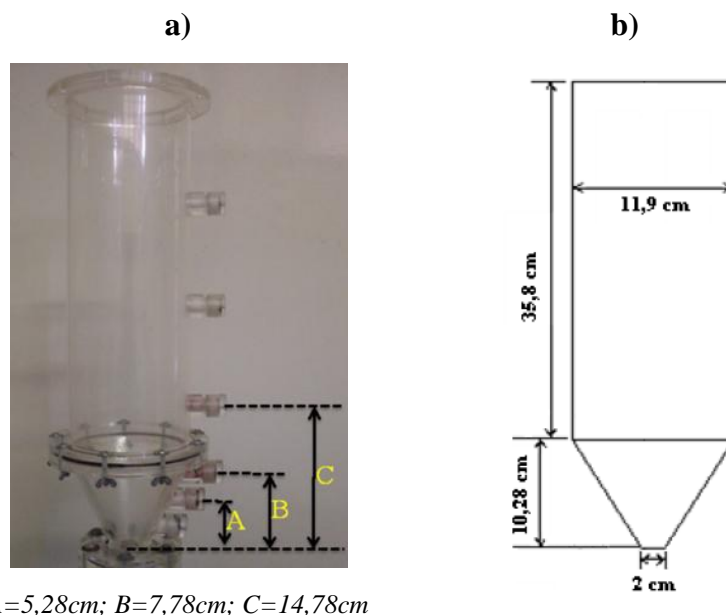 a)
b)
C
B
A
A=5,28cm; B=7,78cm; C=14,78cm
11,9 cm
35,8 cm
10,28 cm
2 cm